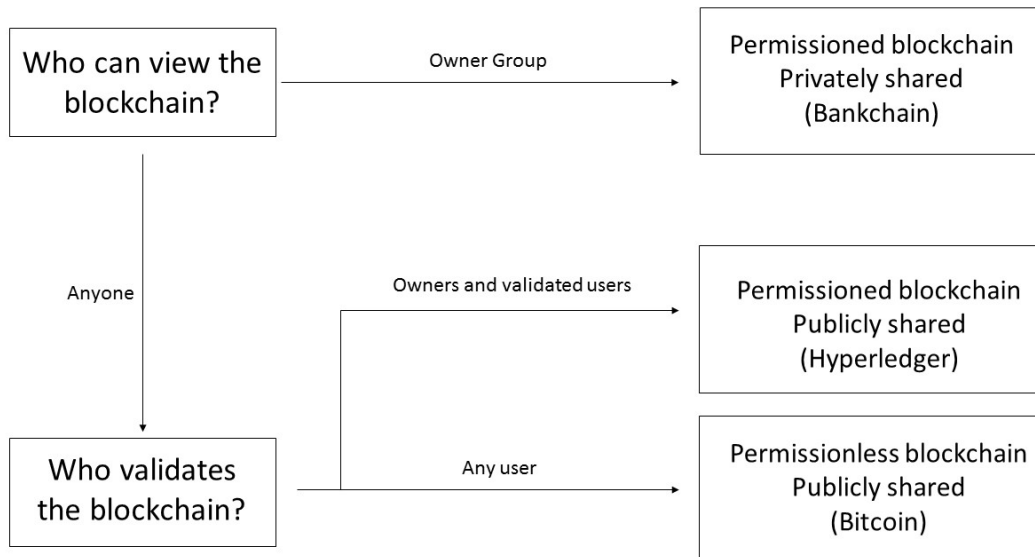 Who can view the
blockchain?
Owner Group
Permissioned blockchain
Privately shared
(Bankchain)
Anyone
Owners and validated users
Permissioned blockchain
Publicly shared
(Hyperledger)
Who validates
the blockchain?
Any user
Permissionless blockchain
Publicly shared
(Bitcoin)